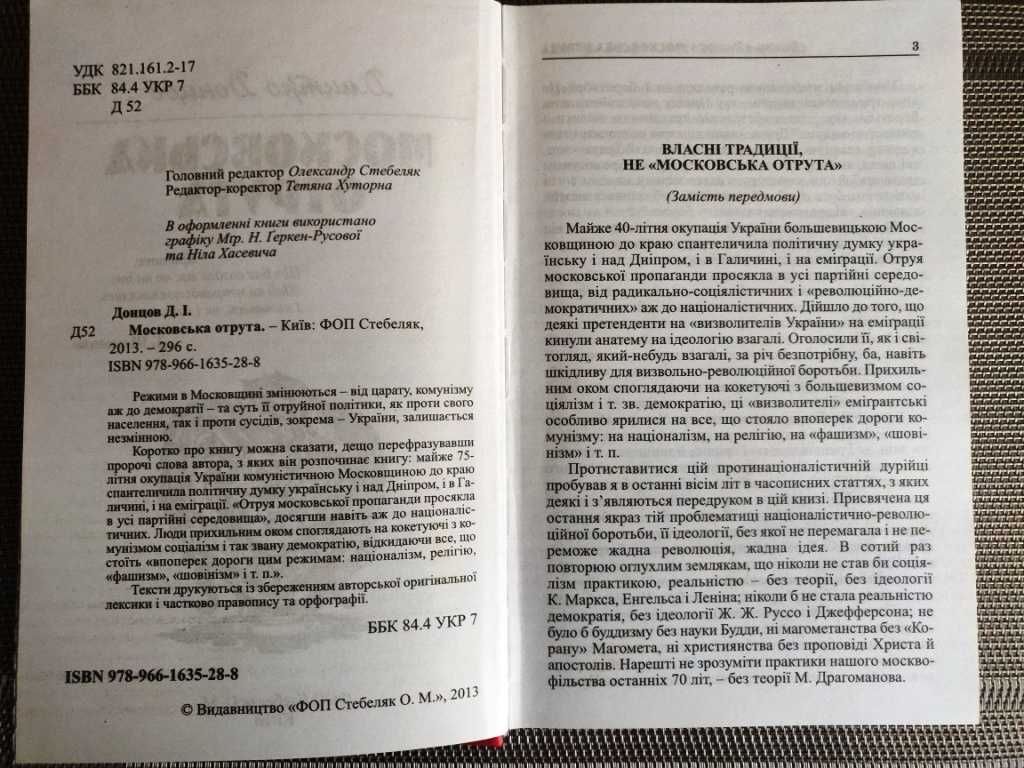 УДК 821.161.2-17
ББК 84.4 УКР 7
Д 52
Головний редактор Олександр Стебеляк
Редактор-коректор Тетяна Хуторна
В оформленні книги використано
графіку Мґр. Н. Ґеркен-Русової
та Ніла Хасевича
Донцов Д. І.
Д52 Московська отрута. – Київ: ФОП Стебеляк,
2013. – 296 с.
ISBN 978-966-1635-28-8
Режими в Московщині змінюються – від царату, комунізму
аж до демократії – та суть її отруйної політики, як проти свого
населення, так і проти сусідів, зокрема – України, залишається
незмінною.
Коротко про книгу можна сказати, дещо перефразувавши
пророчі слова автора, з яких він розпочинає книгу: майже 75-
літня окупація України комуністичною Московщиною до краю
спантеличила політичну думку українську і над Дніпром, і в Га-
личині, і на еміграції. «Отруя московської пропаганди просякла
в усі партійні середовища», досягши навіть аж до націоналіс-
тичних. Люди прихильним оком споглядають на кокетуючі з ко-
мунізмом соціалізм і так звану демократію, відкидаючи все, що
стоїть «впоперек дороги цим режимам: націоналізм, релігію,
«фашизм», «шовінізм» і т. п.».
Тексти друкуються із збереженням авторської оригінальної
лексики і частково правопису та орфографії.
ББК 84.4 УКР 7
ISBN 978-966-1635-28-8
© Видавництво «ФОП Стебеляк О. М.», 2013
3
ВЛАСНІ ТРАДИЦІЇ,
НЕ «МОСКОВСЬКА ОТРУТА»
(Замість передмови)
Майже 40-літня окупація України большевицькою Мос-
ковщиною до краю спантеличила політичну думку укра-
їнську і над Дніпром, і в Галичині, і на еміґрації. Отруя
московської пропаґанди просякла в усі партійні середо-
вища, від радикально-соціялістичних і «революційно-де-
мократичних» аж до націоналістичних. Дійшло до того, що
деякі претенденти на «визволителів України» на еміґрації
кинули анатему на ідеологію взагалі. Оголосили її, як і сві-
тогляд, який-небудь взагалі, за річ безпотрібну, ба, навіть
шкідливу для визвольно-революційної боротьби. Прихиль-
ним оком споглядаючи на кокетуючі з большевизмом со-
ціялізм і т. зв. демократію, ці «визволителі» еміґрантські
особливо ярилися на все, що стояло впоперек дороги ко-
мунізму: на націоналізм, на релігію, на «фашизм», «шові-
нізм» і т. п.
Протиставитися цій протинаціоналістичній дурійці
пробував я в останні вісім літ в часописних статтях, з яких
деякі і з’являються передруком в цій книзі. Присвячена ця
остання якраз тій проблематиці націоналістично-револю-
ційної боротьби, її ідеології, без якої не перемагала і не пе-
реможе жадна революція, жадна ідея. В сотий раз
повторюю оглухлим землякам, що ніколи не став би соція-
лізм практикою, реальністю – без теорії, без ідеології
К. Маркса, Енгельса і Леніна; ніколи б не стала реальністю
демократія, без ідеології Ж. Ж. Руссо і Джефферсона; не
було б буддизму без науки Будди, ні магометанства без «Ко-
рану» Магомета, ні християнства без проповіді Христа й
апостолів. Нарешті не зрозуміти практики нашого москво-
фільства останніх 70 літ, – без теорії М. Драгоманова.